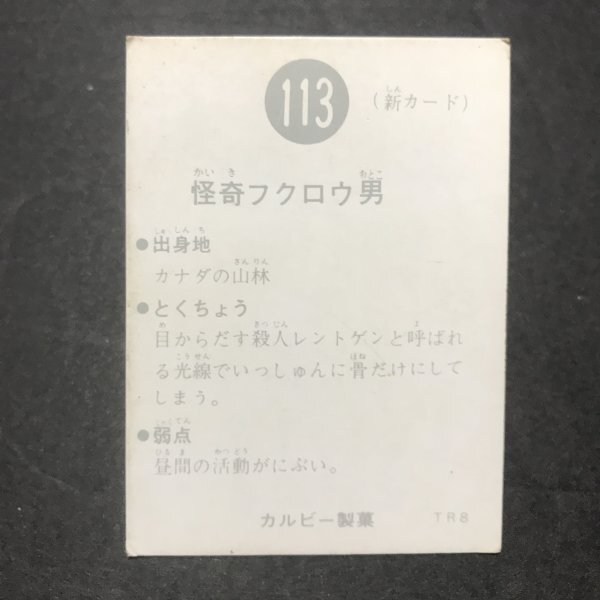 113 (新カード)
怪奇フクロウ男
●出身地
カナダの山林
●とくちょう
目からだす殺人レントゲンと呼ばれ
る光線でいっしゅんに骨だけにして
しまう。
●弱点
昼間の活動がにぶい。
カルビー製菓 TR8